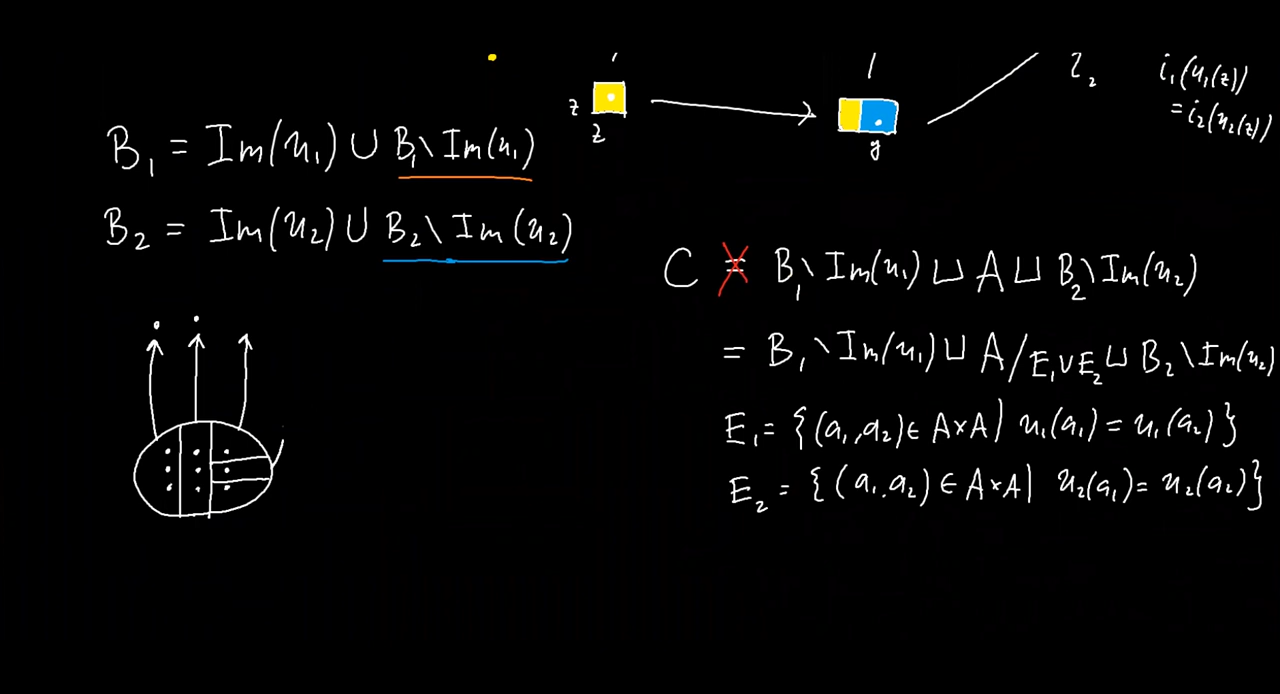 z
z
y
l₂
i₁(u₁(z))
= i₂(u₂(z))
B₁ = Im(u₁) ∪ B₁\Im(u₁)
B₂ = Im(u₂) ∪ B₂\Im(u₂)
C = B₁\Im(u₁) ⊔ A ⊔ B₂\Im(u₂)
= B₁\Im(u₁) ⊔ A/E₁∨E₂ ⊔ B₂\Im(u₂)
E₁ = {(a₁,a₂) ∈ A×A | u₁(a₁) = u₁(a₂)}
E₂ = {(a₁,a₂) ∈ A×A | u₂(a₁) = u₂(a₂)}